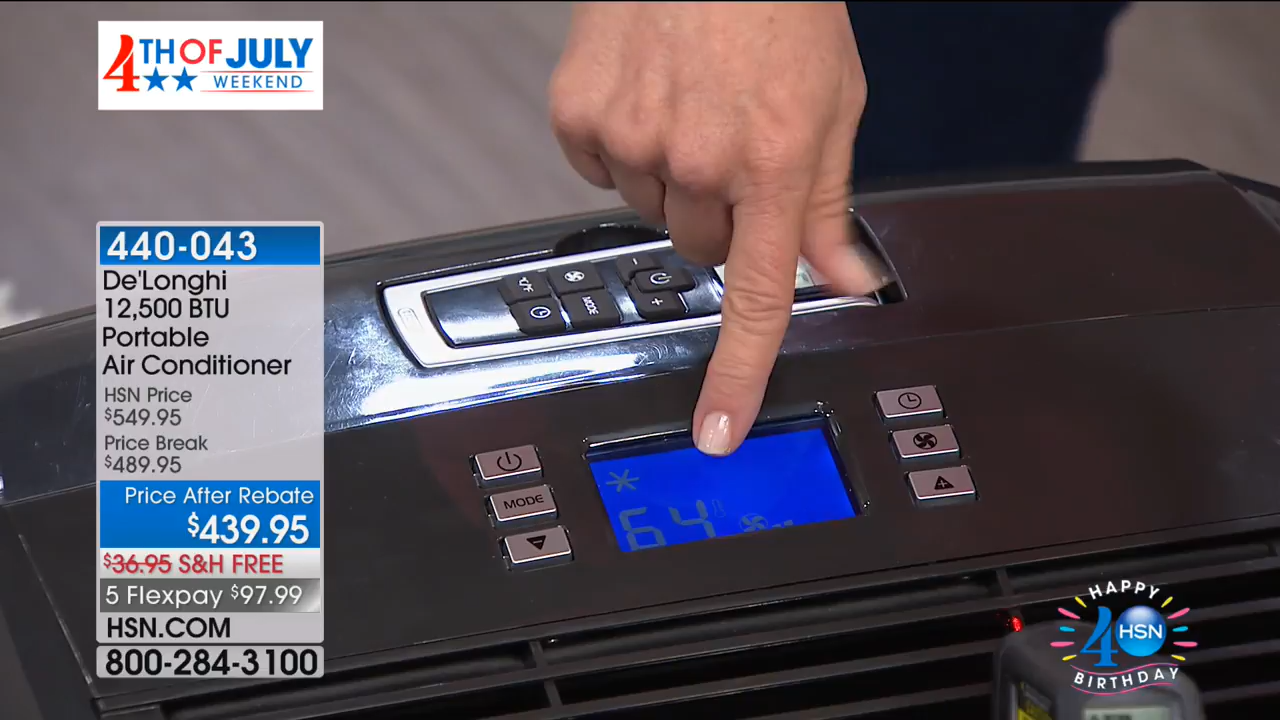 4TH OF JULY
WEEKEND
440-043
De'Longhi
12,500 BTU
Portable
Air Conditioner
HSN Price
$549.95
Price Break
$489.95
Price After Rebate
$439.95
$36.95 S&H FREE
5 Flexpay $97.99
HSN.COM
800-284-3100
MODE
MODE
64
HAPPY
40 HSN
BIRTHDAY